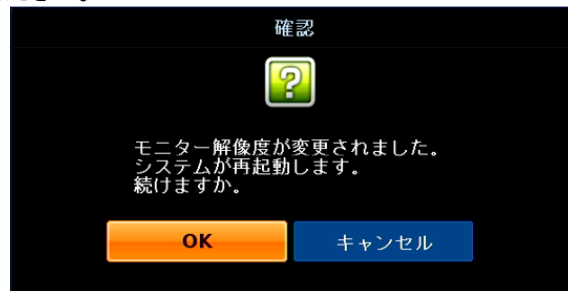 確認
モニター解像度が変更されました。
システムが再起動します。
続けますか。
OK
キャンセル